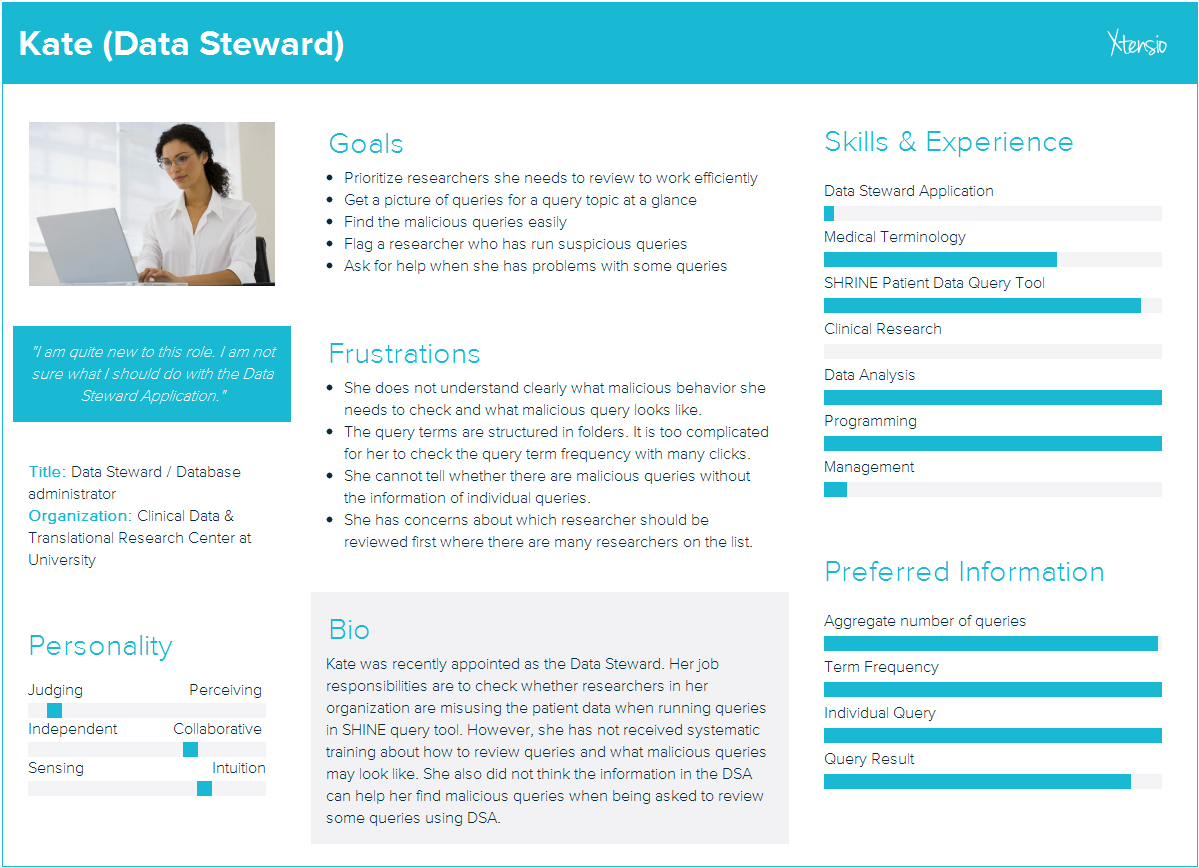 Kate (Data Steward)
Xtensio
"I am quite new to this role. I am not
sure what I should do with the Data
Steward Application."
Title: Data Steward / Database
administrator
Organization: Clinical Data &
Translational Research Center at
University
Personality
Judging Perceiving
Independent Collaborative
Sensing Intuition
Goals
• Prioritize researchers she needs to review to work efficiently
• Get a picture of queries for a query topic at a glance
• Find the malicious queries easily
• Flag a researcher who has run suspicious queries
• Ask for help when she has problems with some queries
Frustrations
• She does not understand clearly what malicious behavior she
needs to check and what malicious query looks like.
• The query terms are structured in folders. It is too complicated
for her to check the query term frequency with many clicks.
• She cannot tell whether there are malicious queries without
the information of individual queries.
• She has concerns about which researcher should be
reviewed first where there are many researchers on the list.
Bio
Kate was recently appointed as the Data Steward. Her job
responsibilities are to check whether researchers in her
organization are misusing the patient data when running queries
in SHINE query tool. However, she has not received systematic
training about how to review queries and what malicious queries
may look like. She also did not think the information in the DSA
can help her find malicious queries when being asked to review
some queries using DSA.
Skills & Experience
Data Steward Application
Medical Terminology
SHRINE Patient Data Query Tool
Clinical Research
Data Analysis
Programming
Management
Preferred Information
Aggregate number of queries
Term Frequency
Individual Query
Query Result